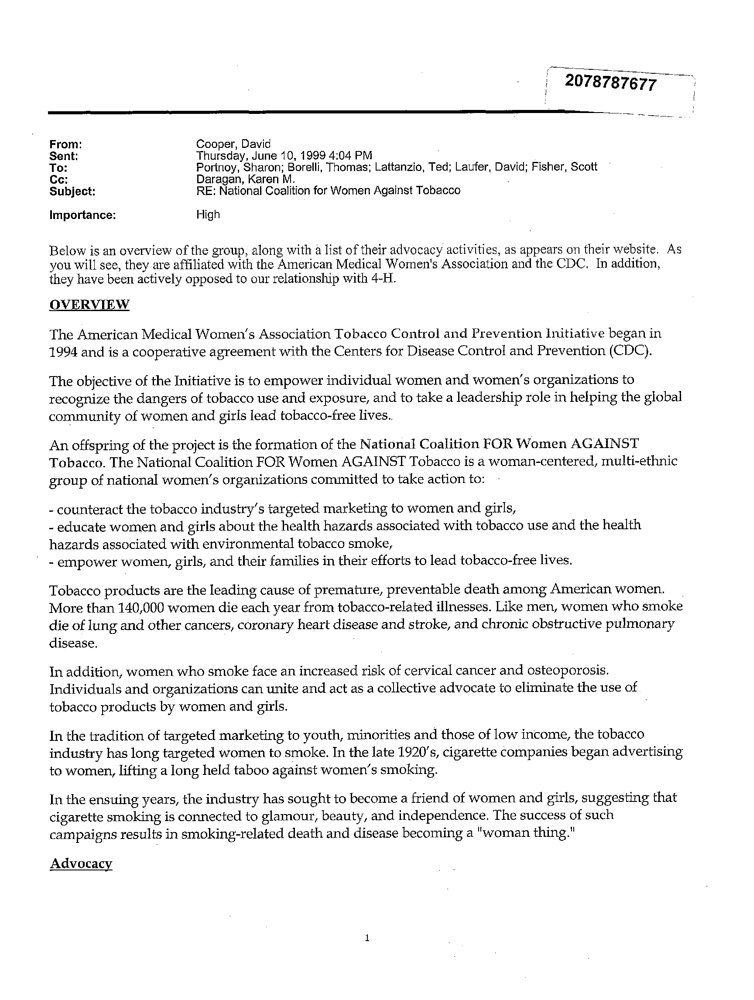 2078787677
From: Cooper, David
Sent: Thursday, June 10, 1999 4:04 PM
To: Portnoy, Sharon; Borelli, Thomas; Lattanzio, Ted; Laufer, David; Fisher, Scott
Cc: Daragan, Karen M.
Subject: RE: National Coalition for Women Against Tobacco
Importance: High
Below is an overview of the group, along with a list of their advocacy activities, as appears on their website. As
you will see, they are affiliated with the American Medical Women's Association and the CDC. In addition,
they have been actively opposed to our relationship with 4-H.
OVERVIEW
The American Medical Women's Association Tobacco Control and Prevention Initiative began in
1994 and is a cooperative agreement with the Centers for Disease Control and Prevention (CDC).
The objective of the Initiative is to empower individual women and women's organizations to
recognize the dangers of tobacco use and exposure, and to take a leadership role in helping the global
community of women and girls lead tobacco-free lives.
An offspring of the project is the formation of the National Coalition FOR Women AGAINST
Tobacco. The National Coalition FOR Women AGAINST Tobacco is a woman-centered, multi-ethnic
group of national women's organizations committed to take action to:
- counteract the tobacco industry's targeted marketing to women and girls,
- educate women and girls about the health hazards associated with tobacco use and the health
hazards associated with environmental tobacco smoke,
- empower women, girls, and their families in their efforts to lead tobacco-free lives.
Tobacco products are the leading cause of premature, preventable death among American women.
More than 140,000 women die each year from tobacco-related illnesses. Like men, women who smoke
die of lung and other cancers, coronary heart disease and stroke, and chronic obstructive pulmonary
disease.
In addition, women who smoke face an increased risk of cervical cancer and osteoporosis.
Individuals and organizations can unite and act as a collective advocate to eliminate the use of
tobacco products by women and girls.
In the tradition of targeted marketing to youth, minorities and those of low income, the tobacco
industry has long targeted women to smoke. In the late 1920's, cigarette companies began advertising
to women, lifting a long held taboo against women's smoking.
In the ensuing years, the industry has sought to become a friend of women and girls, suggesting that
cigarette smoking is connected to glamour, beauty, and independence. The success of such
campaigns results in smoking-related death and disease becoming a "woman thing."
Advocacy
1